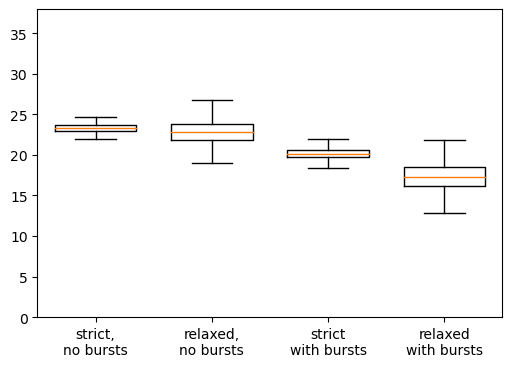 35
30
25
20
15
10
5
0
strict,
no bursts
relaxed,
no bursts
strict
with bursts
relaxed
with bursts